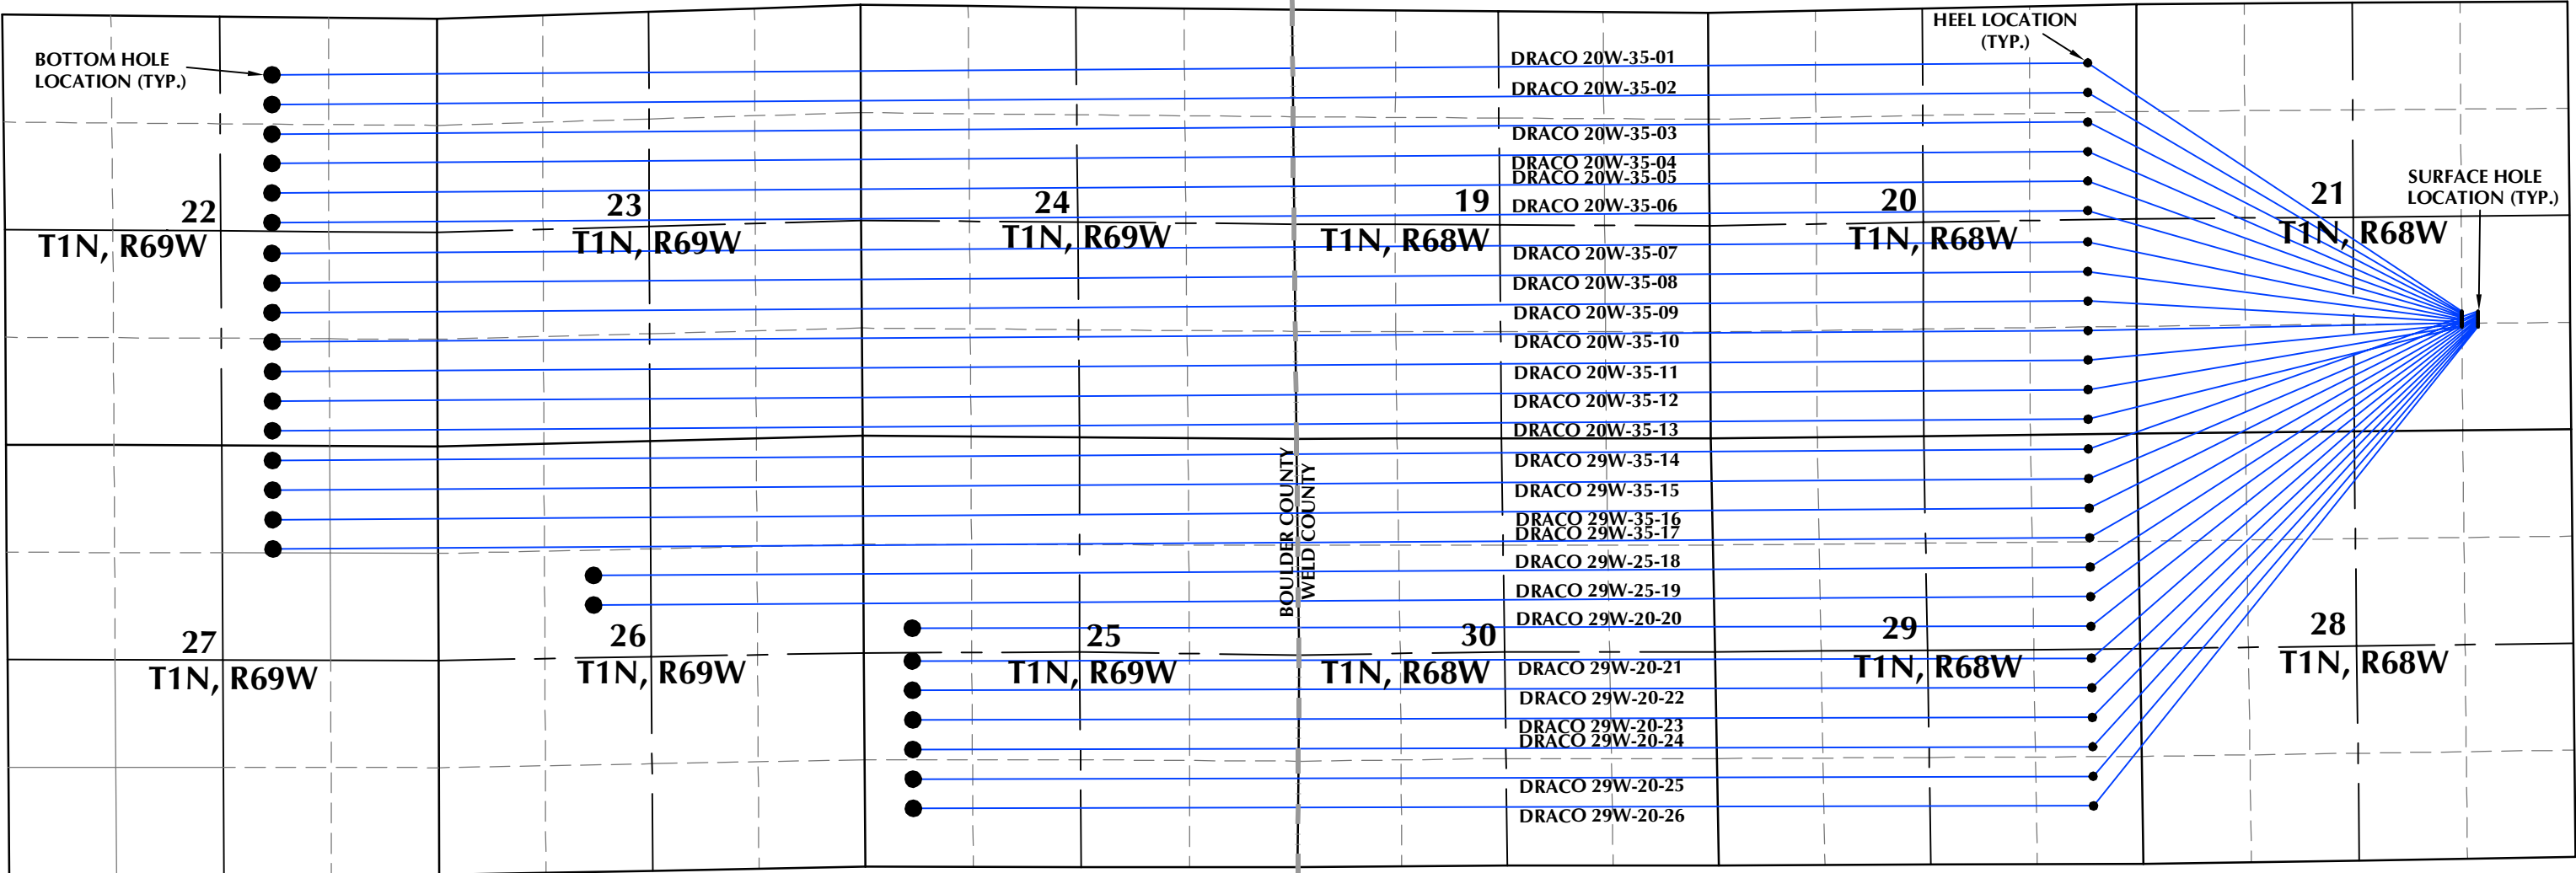 HEEL LOCATION
(TYP.)
BOTTOM HOLE
LOCATION (TYP.)
DRACO 20W-35-01
DRACO 20W-35-02
DRACO 20W-35-03
DRACO 20W-35-04
DRACO 20W-35-05
DRACO 20W-35-06
SURFACE HOLE
LOCATION (TYP.)
22
T1N, R69W
23
T1N, R69W
24
T1N, R69W
19
T1N, R68W
20
T1N, R68W
21
T1N, R68W
DRACO 20W-35-07
DRACO 20W-35-08
DRACO 20W-35-09
DRACO 20W-35-10
DRACO 20W-35-11
DRACO 20W-35-12
DRACO 20W-35-13
DRACO 29W-35-14
DRACO 29W-35-15
DRACO 29W-35-16
DRACO 29W-35-17
DRACO 29W-25-18
DRACO 29W-25-19
DRACO 29W-20-20
BOULDER COUNTY
WELD COUNTY
27
T1N, R69W
26
T1N, R69W
25
T1N, R69W
30
T1N, R68W
29
T1N, R68W
28
T1N, R68W
DRACO 29W-20-21
DRACO 29W-20-22
DRACO 29W-20-23
DRACO 29W-20-24
DRACO 29W-20-25
DRACO 29W-20-26